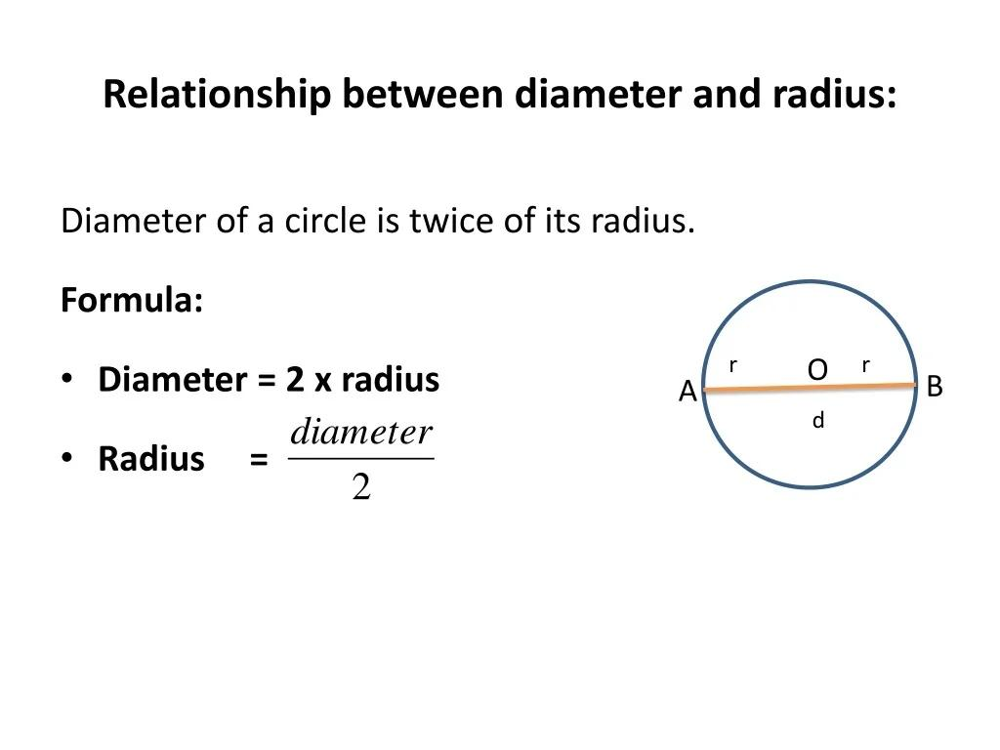 Relationship between diameter and radius:
Diameter of a circle is twice of its radius.
Formula:
• Diameter = 2 x radius
• Radius = diameter
2
r O r
A B
d